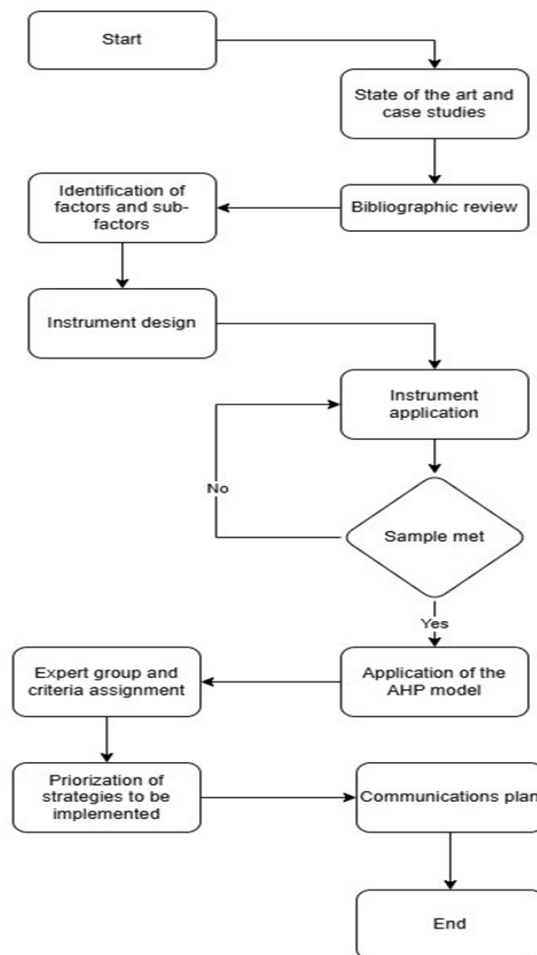 Start
State of the art and
case studies
Identification of
factors and sub-
factors
Bibliographic review
Instrument design
Instrument
application
No
Sample met
Yes
Expert group and
criteria assignment
Application of the
AHP model
Priorization of
strategies to be
implemented
Communications plan
End